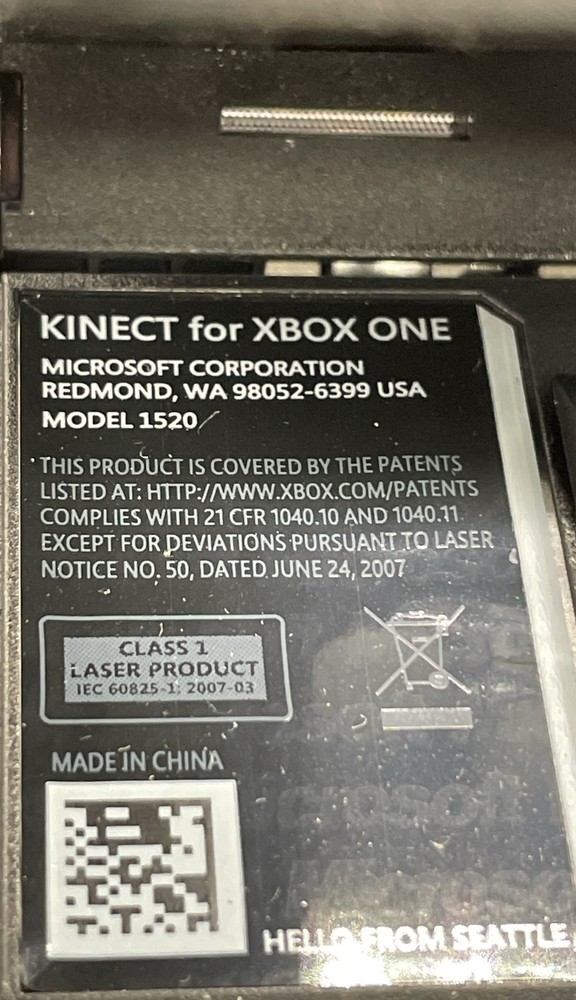 KINECT for XBOX ONE
MICROSOFT CORPORATION
REDMOND, WA 98052-6399 USA
MODEL 1520
THIS PRODUCT IS COVERED BY THE PATENTS
LISTED AT: HTTP://WWW.XBOX.COM/PATENTS
COMPLIES WITH 21 CFR 1040.10 AND 1040.11
EXCEPT FOR DEVIATIONS PURSUANT TO LASER
NOTICE NO. 50, DATED JUNE 24, 2007
CLASS 1
LASER PRODUCT
IEC 60825-1: 2007-03
MADE IN CHINA
HELLO FROM SEATTLE